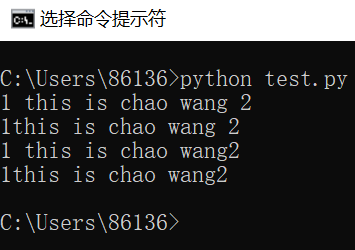 选择命令提示符
C:\Users\86136>python test.py
1 this is chao wang 2
1this is chao wang 2
1 this is chao wang2
1this is chao wang2
C:\Users\86136>